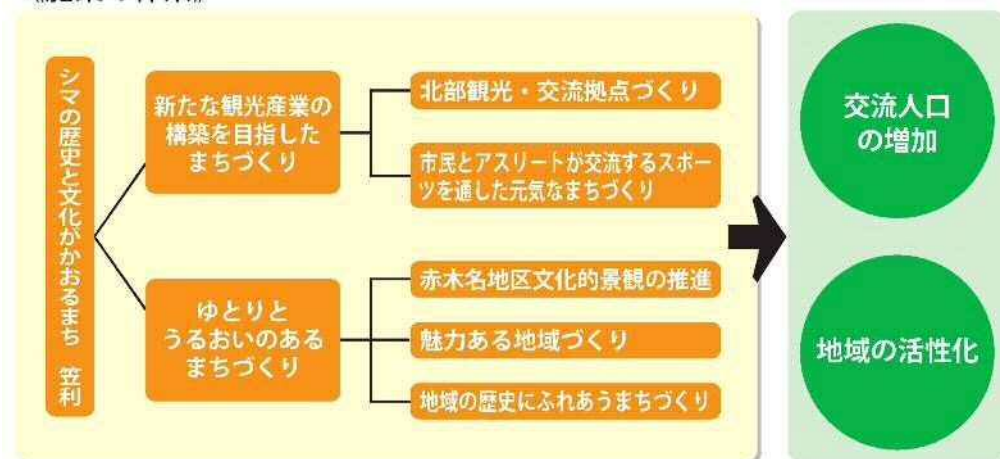 シマの歴史と文化がかおるまち　笠利
新たな観光産業の
構築を目指した
まちづくり
北部観光・交流拠点づくり
市民とアスリートが交流するスポー
ツを通した元気なまちづくり
ゆとりと
うるおいのある
まちづくり
赤木名地区文化的景観の推進
魅力ある地域づくり
地域の歴史にふれあうまちづくり
交流人口
の増加
地域の活性化